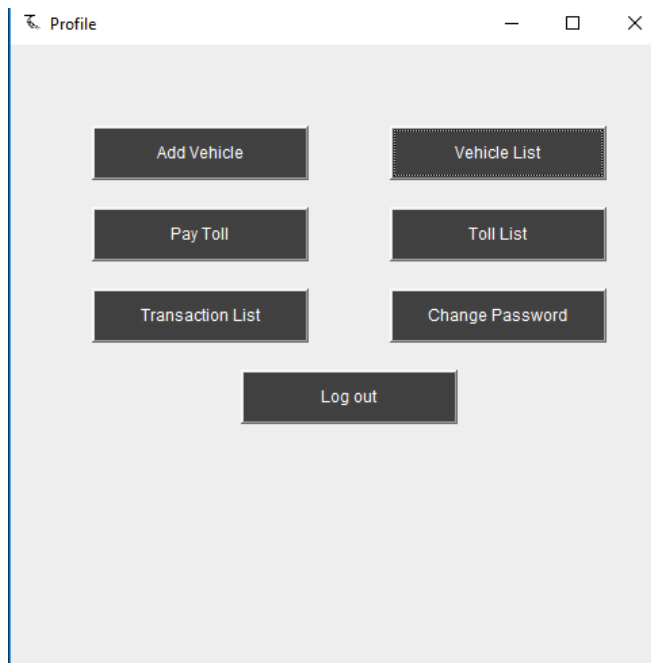 Profile
Add Vehicle
Vehicle List
Pay Toll
Toll List
Transaction List
Change Password
Log out